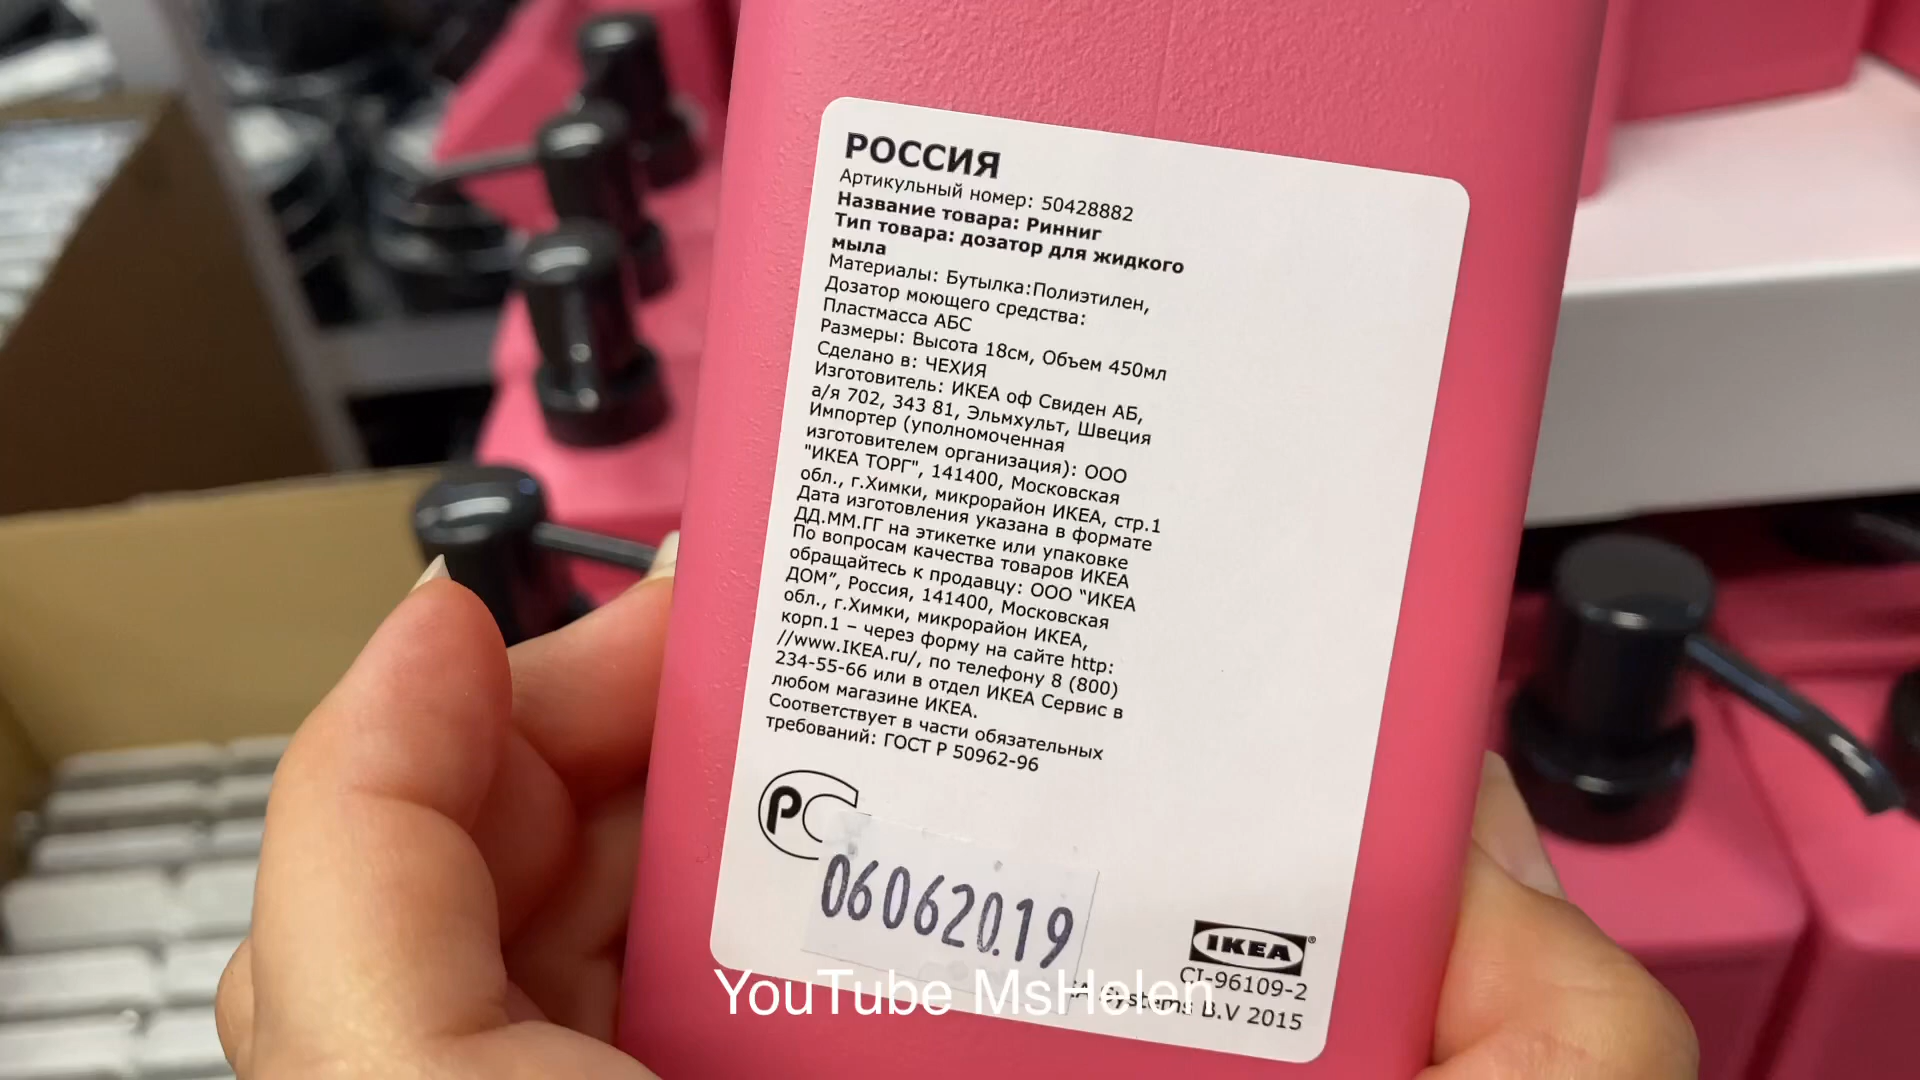 РОССИЯ
Артикульный номер: 50428882
Название товара: Ринниг
Тип товара: дозатор для жидкого
мыла
Материалы: Бутылка:Полиэтилен,
Дозатор моющего средства:
Пластмасса АБС
Размеры: Высота 18см, Объем 450мл
Сделано в: ЧЕХИЯ
Изготовитель: ИКЕА оф Свиден АБ,
а/я 702, 343 81, Эльмхульт, Швеция
Импортер (уполномоченная
изготовителем организация): ООО
"ИКЕА ТОРГ", 141400, Московская
обл., г.Химки, микрорайон ИКЕА, стр.1
Дата изготовления указана в формате
ДД.ММ.ГГ на этикетке или упаковке
По вопросам качества товаров ИКЕА
обращайтесь к продавцу: ООО “ИКЕА
ДОМ”, Россия, 141400, Московская
обл., г.Химки, микрорайон ИКЕА,
корп.1 – через форму на сайте http:
//www.IKEA.ru/, по телефону 8 (800)
234-55-66 или в отдел ИКЕА Сервис в
любом магазине ИКЕА.
Соответствует в части обязательных
требований: ГОСТ Р 50962-96
PC
060620.19
IKEA®
CI-96109-2
Systems B.V 2015
YouTube MsHelen